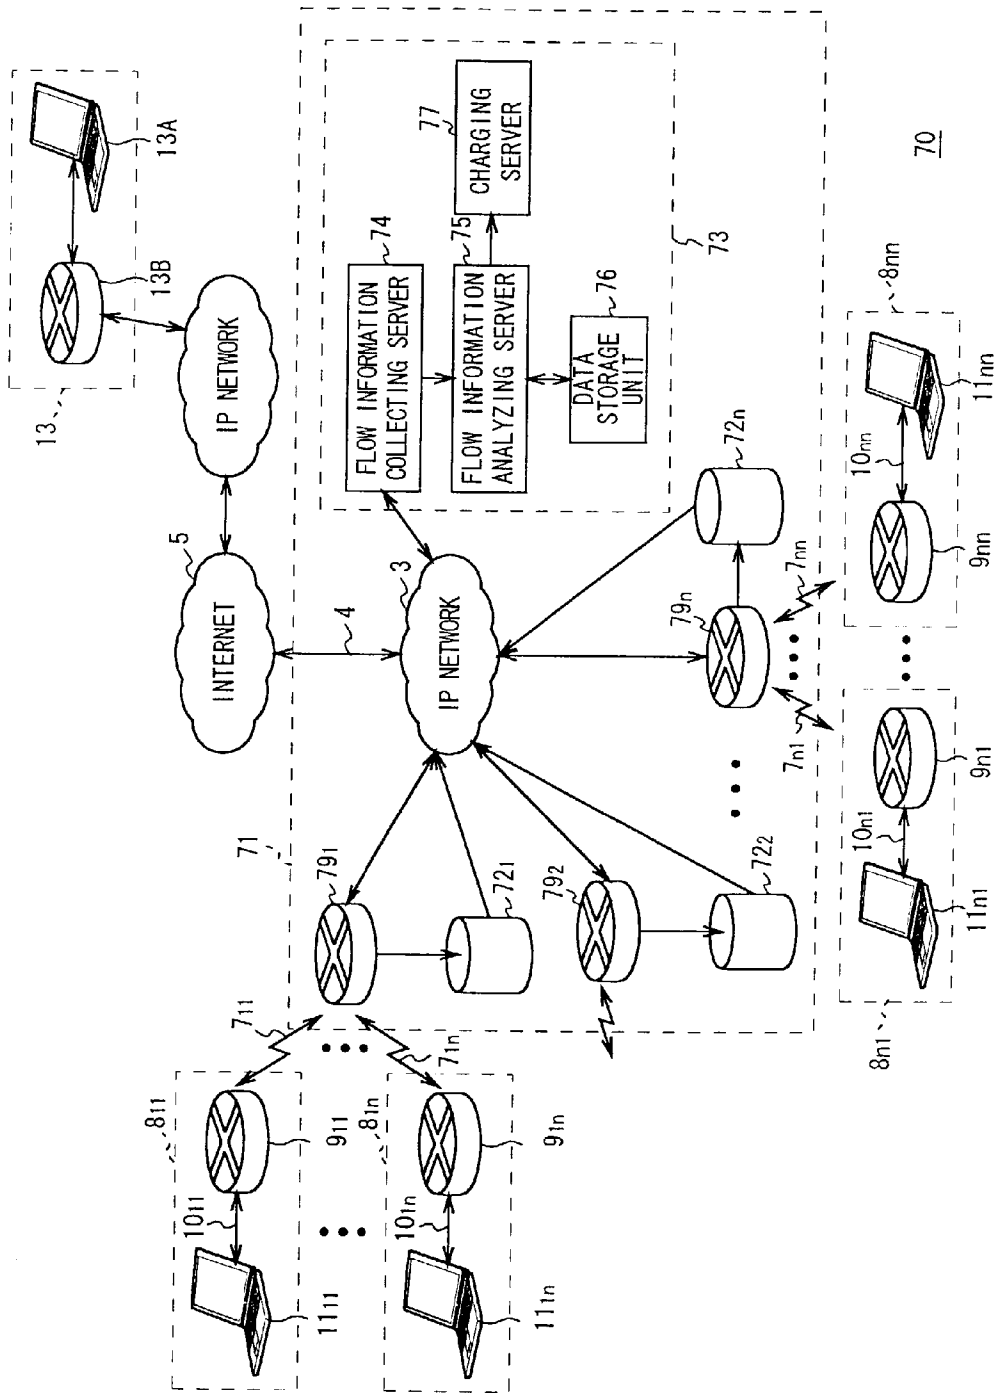 13A
13B
13
IP NETWORK
5
INTERNET
4
3
IP NETWORK
FLOW INFORMATION
COLLECTING SERVER
74
FLOW INFORMATION
ANALYZING SERVER
75
CHARGING
SERVER
77
DATA
STORAGE
UNIT
76
73
70
71
79₁
72₁
79₂
72₂
79n
72n
7₁₁
7₁n
7n₁
7nn
8₁₁
9₁₁
10₁₁
11₁₁
8₁n
9₁n
10₁n
11₁n
8n₁
9n₁
10n₁
11n₁
8nn
9nn
10nn
11nn